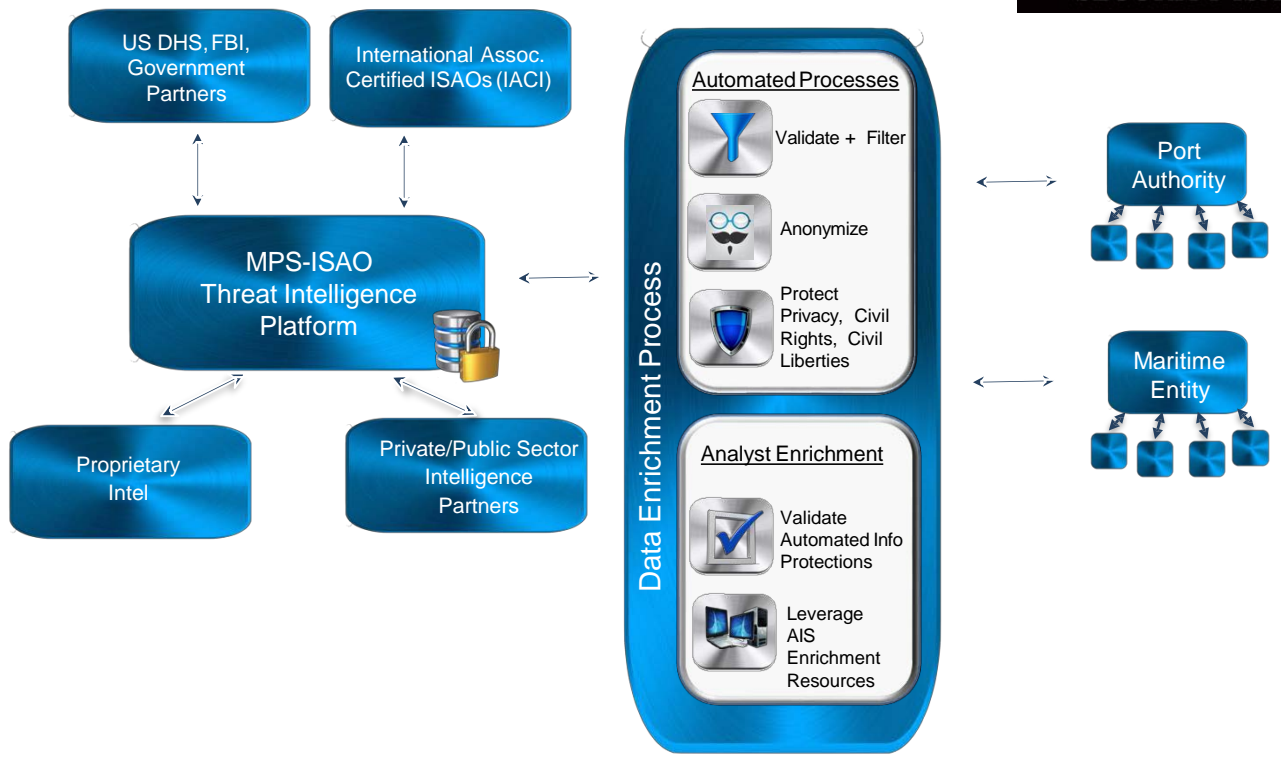 US DHS, FBI,
Government
Partners
International Assoc.
Certified ISAOs (IACI)
MPS-ISAO
Threat Intelligence
Platform
Proprietary
Intel
Private/Public Sector
Intelligence
Partners
Data Enrichment Process
Automated Processes
Validate + Filter
Anonymize
Protect
Privacy, Civil
Rights, Civil
Liberties
Analyst Enrichment
Validate
Automated Info
Protections
Leverage
AIS
Enrichment
Resources
Port
Authority
Maritime
Entity